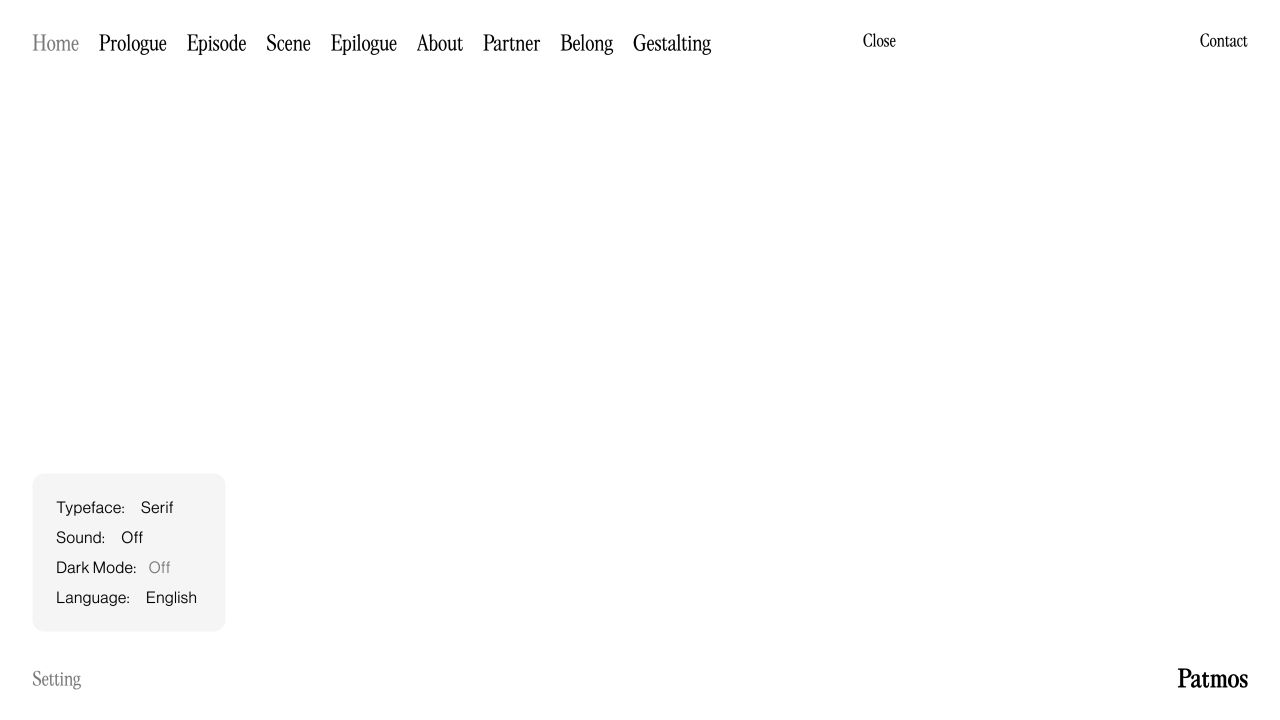 Home Prologue Episode Scene Epilogue About Partner Belong Gestalting Close Contact
Typeface: Serif
Sound: Off
Dark Mode: Off
Language: English
Setting Patmos